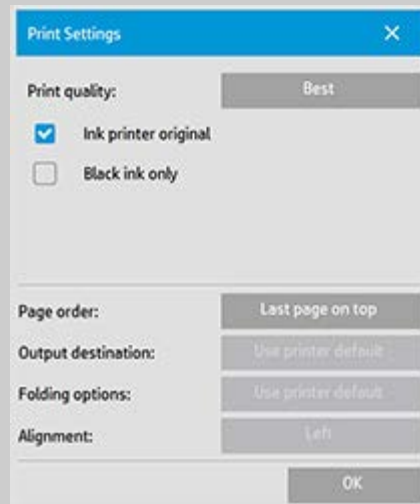 Print Settings
Print quality: Best
Ink printer original
Black ink only
Page order: Last page on top
Output destination: Use printer default
Folding options: Use printer default
Alignment: Left
OK